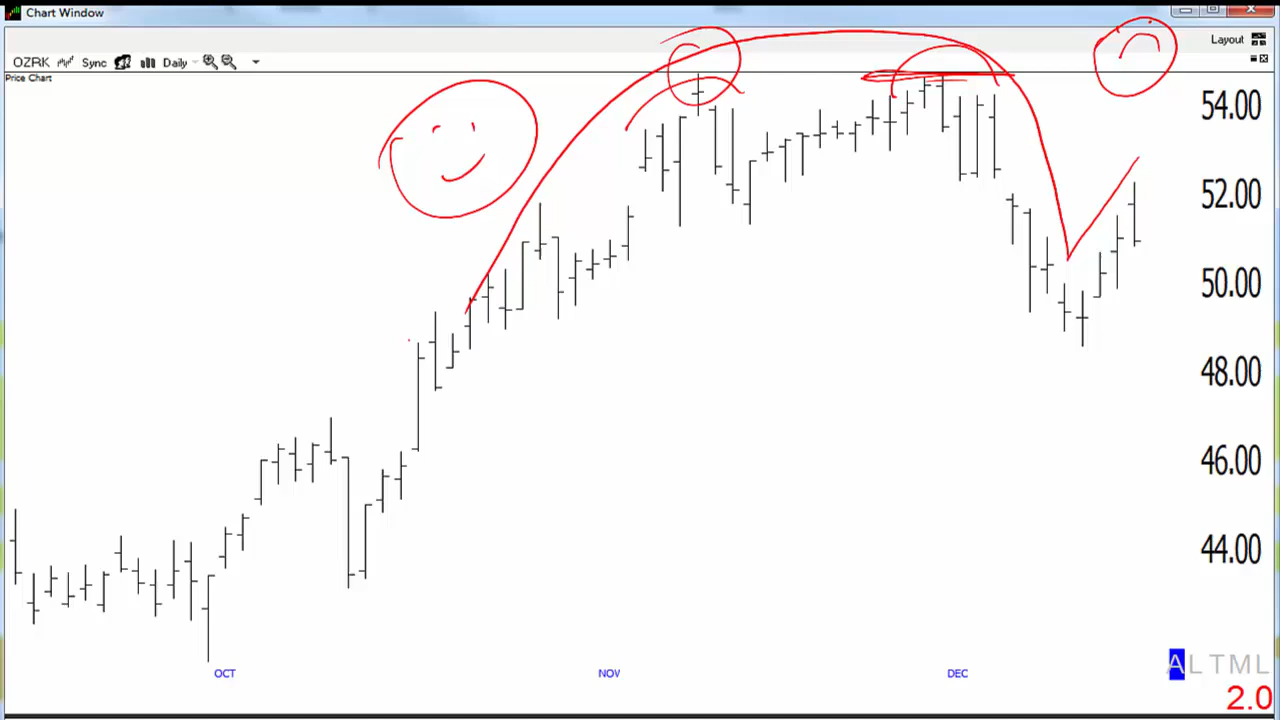 Chart Window
Layout
OZRK Sync Daily
Price Chart
54.00
52.00
50.00
48.00
46.00
44.00
OCT NOV DEC
ALTML
2.0